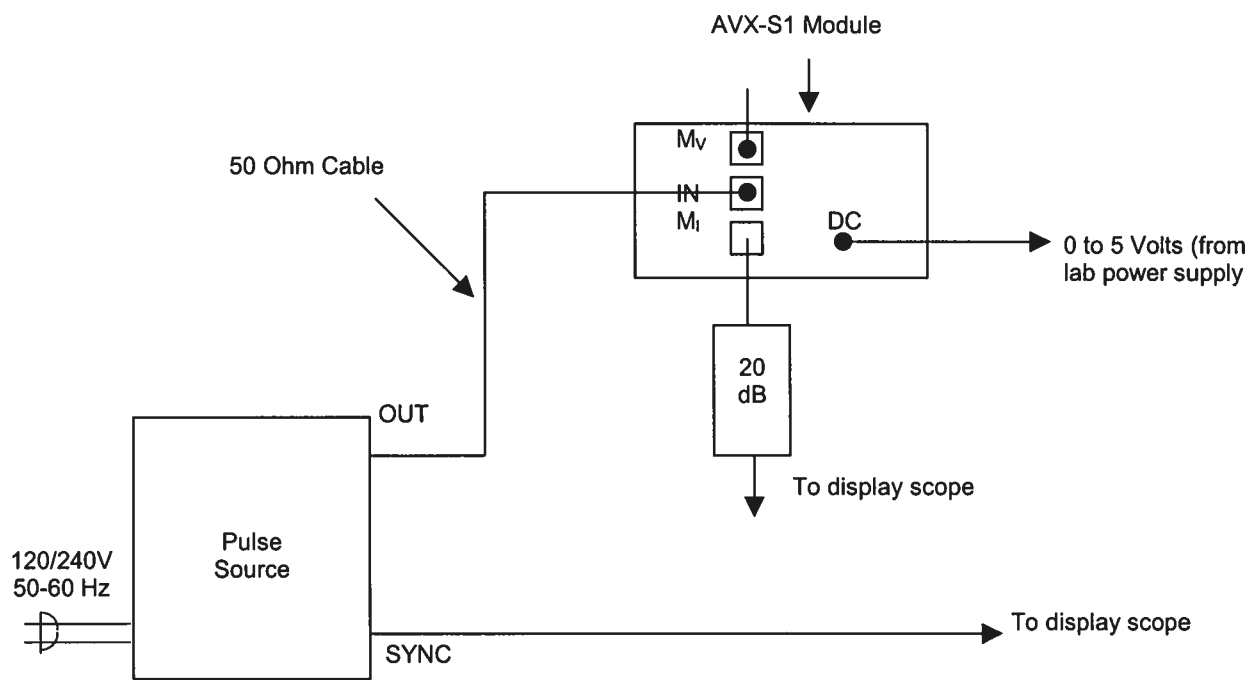 AVX-S1 Module
50 Ohm Cable
MV
IN
MI
DC
0 to 5 Volts (from
lab power supply
20
dB
OUT
To display scope
Pulse
Source
120/240V
50-60 Hz
To display scope
SYNC